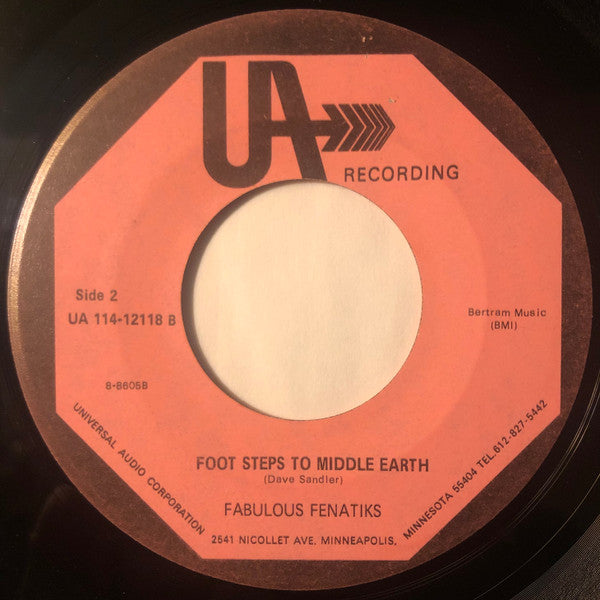 UA
RECORDING
Side 2
UA 114-12118 B
Bertram Music
(BMI)
8-8605B
FOOT STEPS TO MIDDLE EARTH
(Dave Sandler)
FABULOUS FENATIKS
UNIVERSAL AUDIO CORPORATION
2541 NICOLLET AVE. MINNEAPOLIS,
MINNESOTA 55404 TEL.612-827-5442